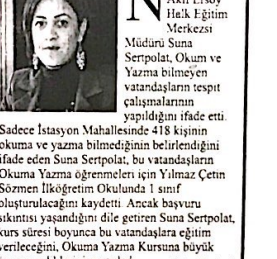 N
Akif Ersoy
Halk Eğitim
Merkezi
Müdürü Suna
Sertpolat, Okum ve
Yazma bilmeyen
vatandaşların tespit
çalışmalarının
yapıldığını ifade etti.
Sadece İstasyon Mahallesinde 418 kişinin
okuma ve yazma bilmediğinin belirlendiğini
ifade eden Suna Sertpolat, bu vatandaşların
Okuma Yazma öğrenmeleri için Yılmaz Çetin
Sözmen İlköğretim Okulunda 1 sınıf
oluşturulacağını kaydetti. Ancak başvuru
sıkıntısı yaşandığını dile getiren Suna Sertpolat,
kurs süresi boyunca bu vatandaşlara eğitim
verileceğini, Okuma Yazma Kursuna büyük